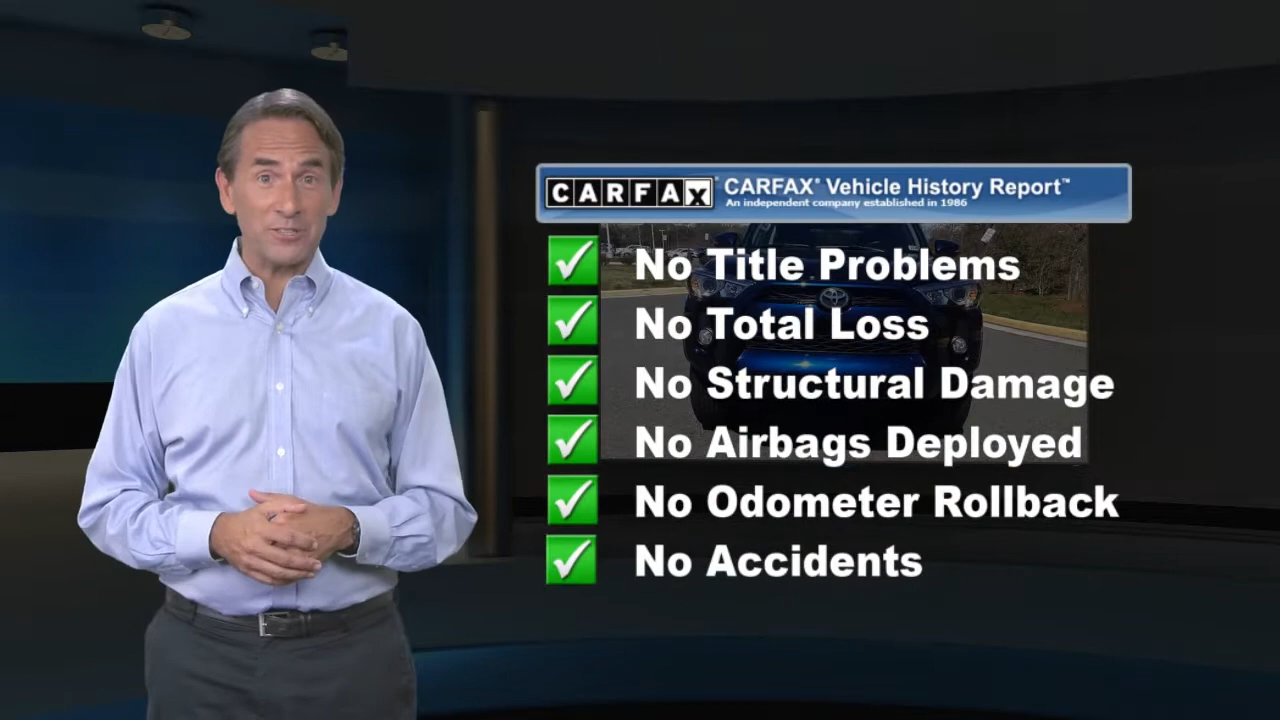 CARFAX
CARFAX® Vehicle History Report™
An independent company established in 1986
No Title Problems
No Total Loss
No Structural Damage
No Airbags Deployed
No Odometer Rollback
No Accidents